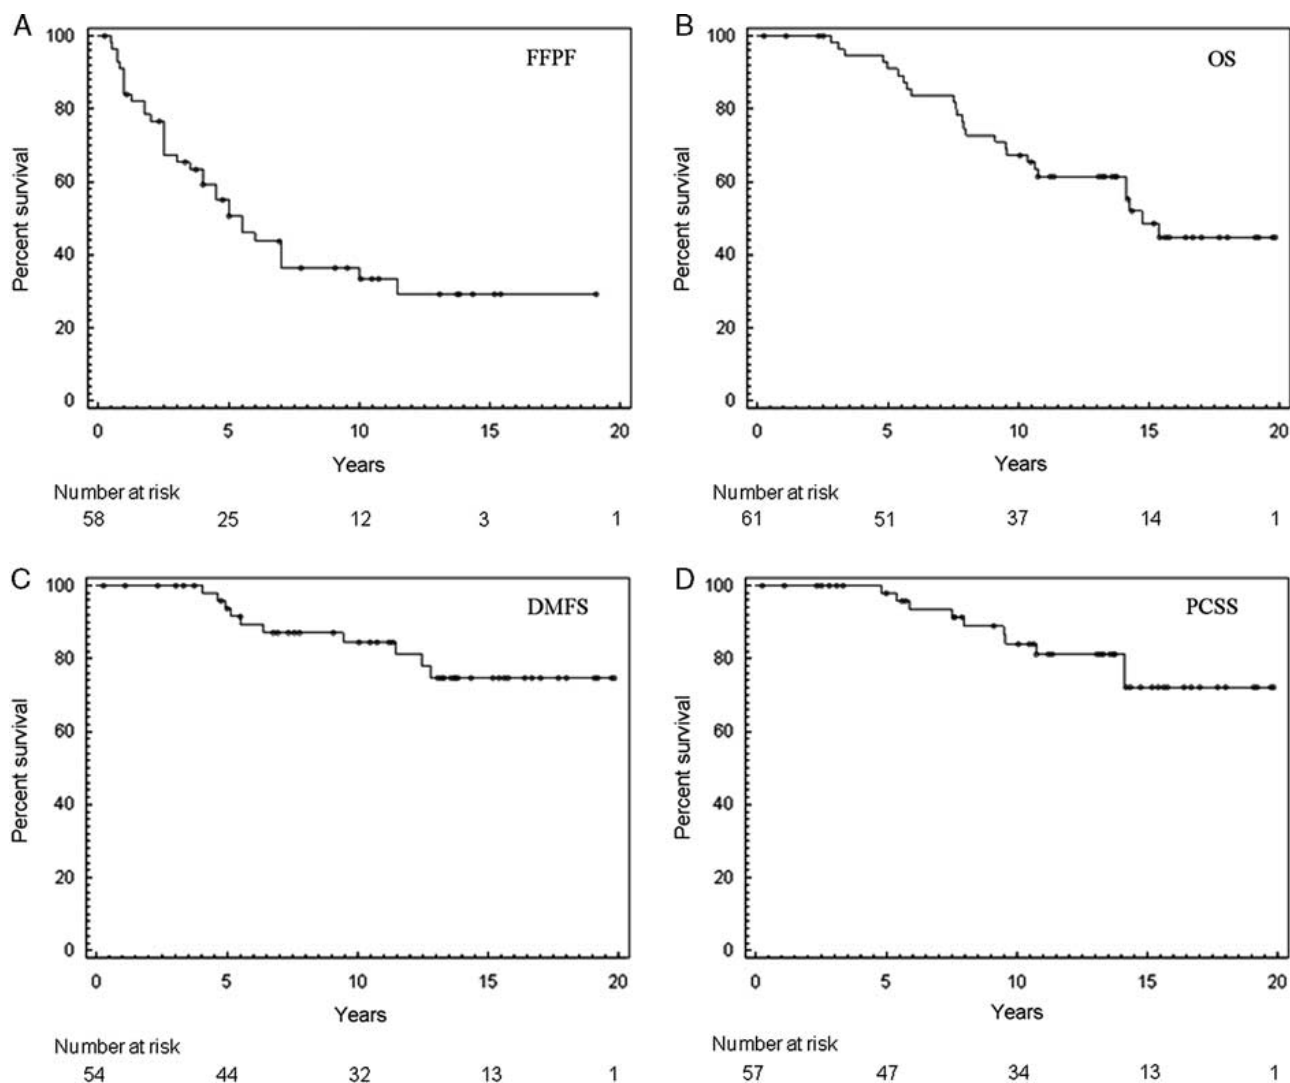 A
FFPF
100
80
60
40
20
0
Percent survival
0 5 10 15 20
Years
Number at risk
58 25 12 3 1
B
OS
100
80
60
40
20
0
Percent survival
0 5 10 15 20
Years
Number at risk
61 51 37 14 1
C
DMFS
100
80
60
40
20
0
Percent survival
0 5 10 15 20
Years
Number at risk
54 44 32 13 1
D
PCSS
100
80
60
40
20
0
Percent survival
0 5 10 15 20
Years
Number at risk
57 47 34 13 1